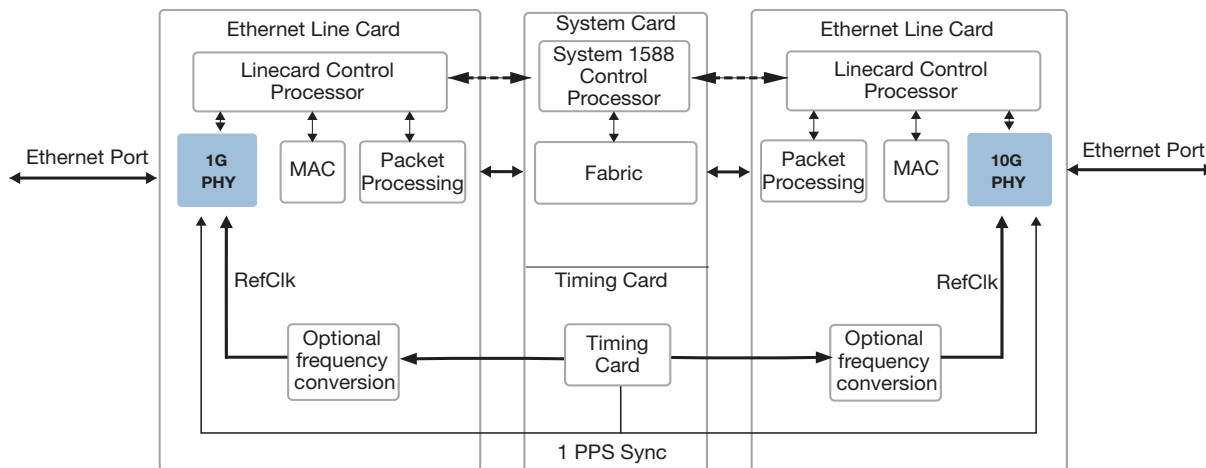 Ethernet Line Card
System Card
Ethernet Line Card
Linecard Control
Processor
System 1588
Control
Processor
Linecard Control
Processor
Ethernet Port
1G
PHY
MAC
Packet
Processing
Fabric
Packet
Processing
MAC
10G
PHY
Ethernet Port
RefClk
Timing Card
RefClk
Optional
frequency
conversion
Timing
Card
Optional
frequency
conversion
1 PPS Sync